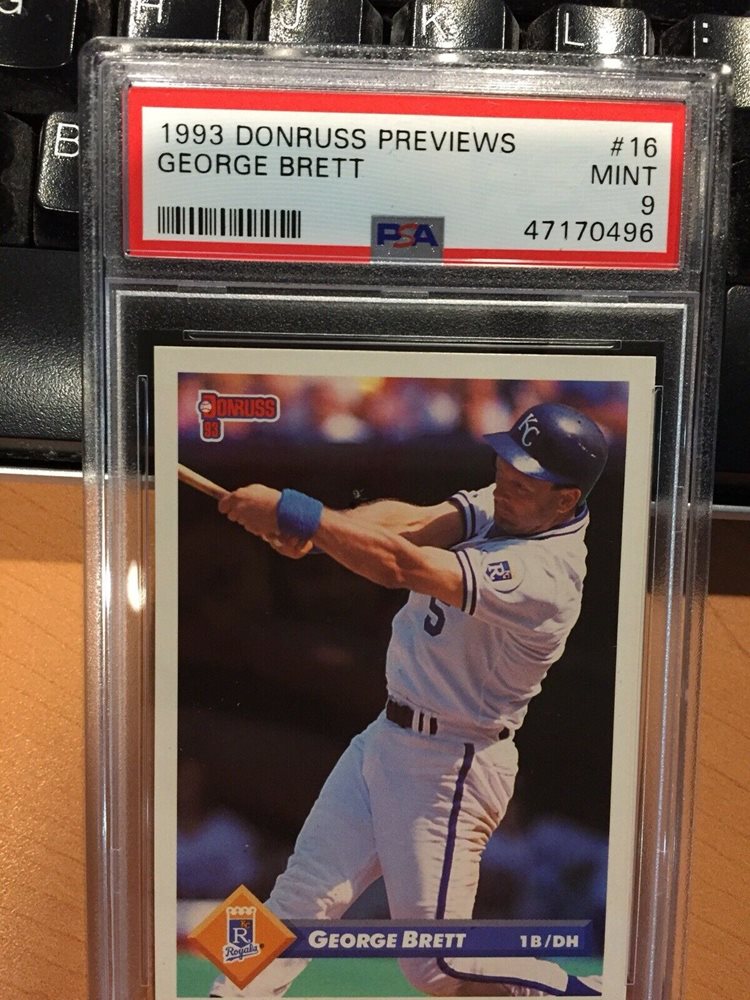 G H J K L :
B
1993 DONRUSS PREVIEWS #16
GEORGE BRETT MINT
9
PSA 47170496
DONRUSS
93
KC
R
5
KC
R
Royals
GEORGE BRETT 1B/DH